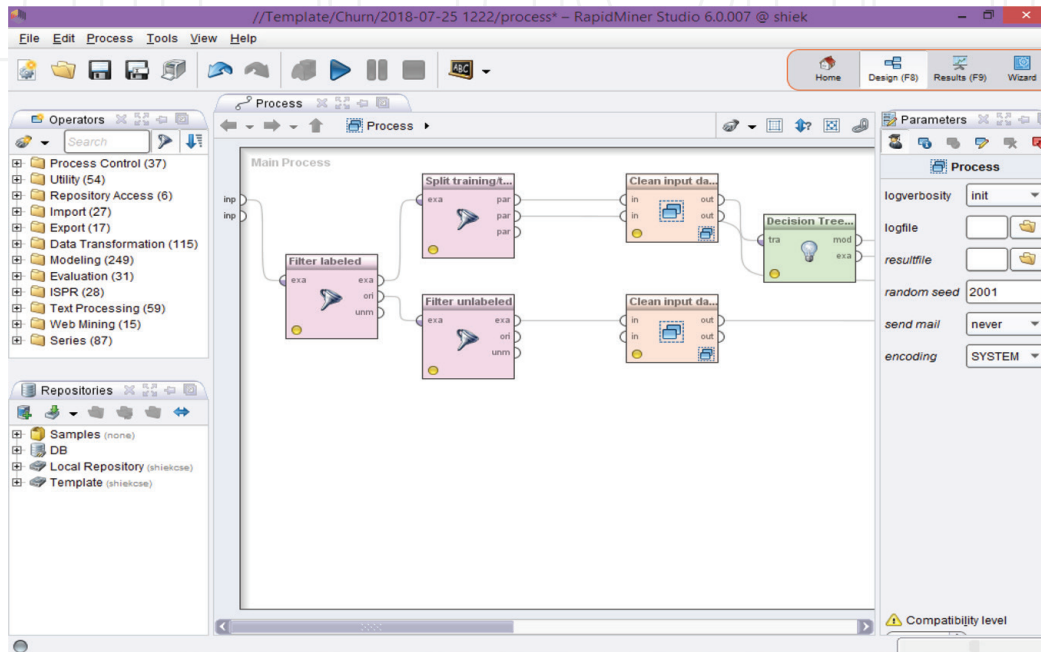 //Template/Churn/2018-07-25 1222/process* – RapidMiner Studio 6.0.007 @ shiek
File Edit Process Tools View Help
ABC
Home Design (F8) Results (F9) Wizard
Operators
Search
Process Control (37)
Utility (54)
Repository Access (6)
Import (27)
Export (17)
Data Transformation (115)
Modeling (249)
Evaluation (31)
ISPR (28)
Text Processing (59)
Web Mining (15)
Series (87)
Repositories
Samples (none)
DB
Local Repository (shiekcse)
Template (shiekcse)
Process
Process
Main Process
inp
inp
Filter labeled
exa exa
ori
unm
Split training/t...
exa par
par
par
Filter unlabeled
exa exa
ori
unm
Clean input da...
in out
in out
Clean input da...
in out
in out
Decision Tree...
tra mod
exa
Parameters
Process
logverbosity init
logfile
resultfile
random seed 2001
send mail never
encoding SYSTEM
Compatibility level